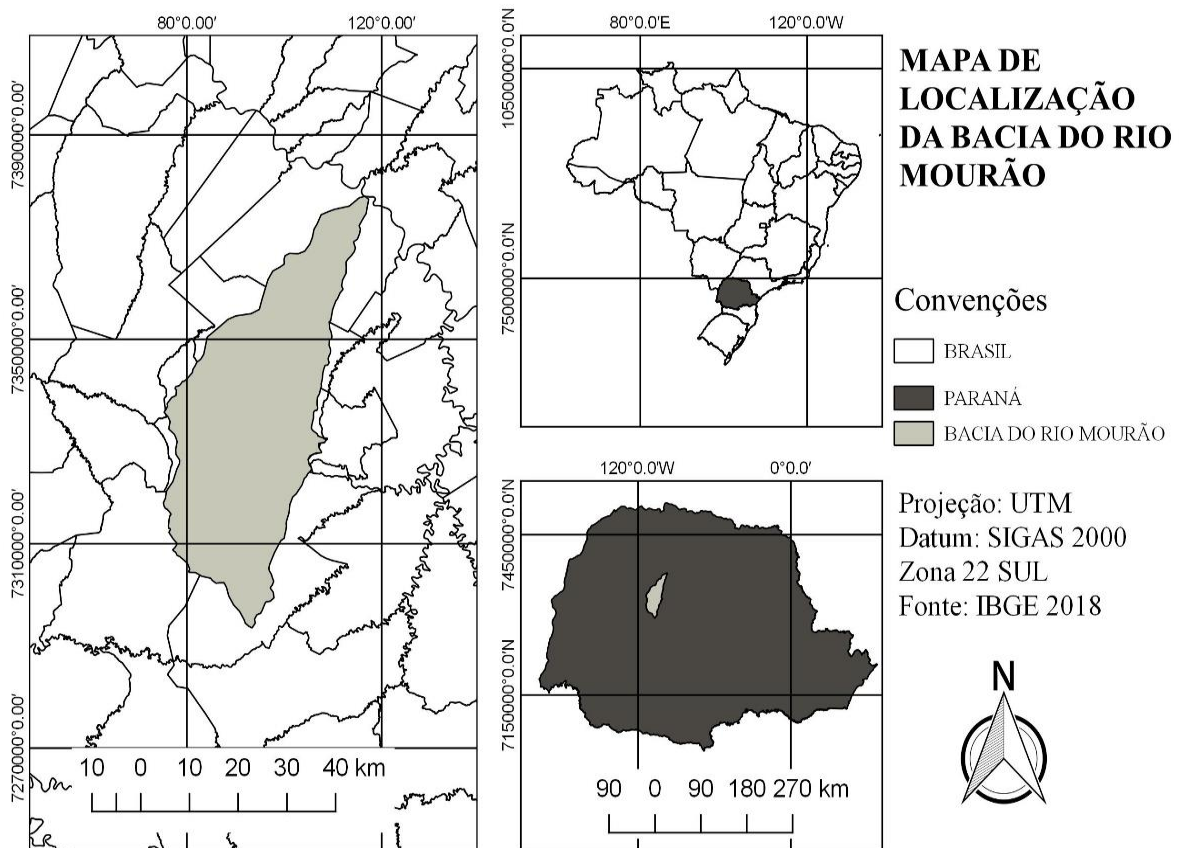 80°0.00′ 120°0.00′
7390000°0.00′
7350000°0.00′
7310000°0.00′
7270000°0.00′
10 0 10 20 30 40 km
80°0.0′E 120°0.0′W
10500000°0.0′N
7500000°0.0′N
120°0.0′W 0°0.0′
7450000°0.0′N
7150000°0.0′N
90 0 90 180 270 km
MAPA DE
LOCALIZAÇÃO
DA BACIA DO RIO
MOURÃO
Convenções
BRASIL
PARANÁ
BACIA DO RIO MOURÃO
Projeção: UTM
Datum: SIGAS 2000
Zona 22 SUL
Fonte: IBGE 2018
N